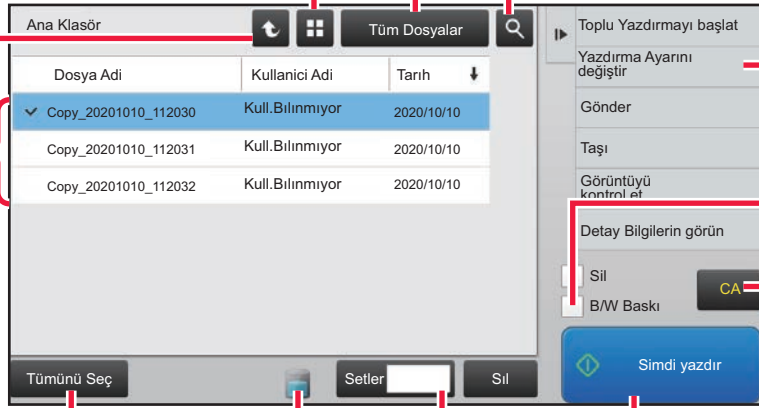 Ana Klasör
Tüm Dosyalar
Dosya Adi Kullanici Adi Tarıh
Copy_20201010_112030 Kull.Bılınmıyor 2020/10/10
Copy_20201010_112031 Kull.Bılınmıyor 2020/10/10
Copy_20201010_112032 Kull.Bılınmıyor 2020/10/10
Tümünü Seç
Setler
Sıl
Toplu Yazdırmayı başlat
Yazdırma Ayarını
değiştir
Gönder
Taşı
Görüntüyü
kontrol et
Detay Bilgilerin görün
Sil
B/W Baskı
CA
Simdi yazdır